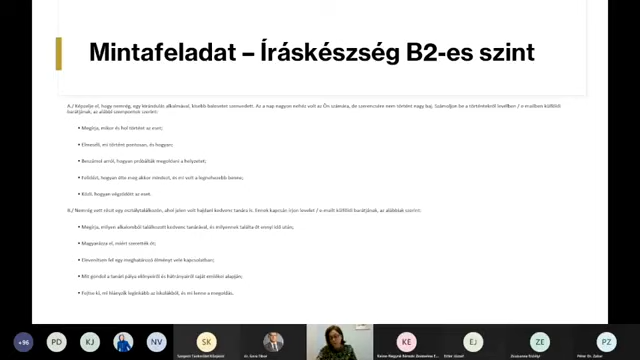 Mintafeladat – Íráskészség B2-es szint
A./ Képzelje el, hogy nemrég, egy kirándulás alkalmával, kisebb balesetet szenvedett. Az a nap nagyon nehéz volt az Ön számára, de szerencsére nem történt nagy baj. Számoljon be a történtekről levélben / e-mailben külföldi
barátjának, az alábbi szempontok szerint:
• Megírja, mikor és hol történt az eset;
• Elmeséli, mi történt pontosan, és hogyan;
• Beszámol arról, hogyan próbálták megoldani a helyzetet;
• Felidézi, hogyan élte meg akkor mindezt, és mi volt a legnehezebb benne;
• Közli, hogyan végződött az eset.
B./ Nemrég vett részt egy osztálytalálkozón, ahol jelen volt hajdani kedvenc tanára is. Ennek kapcsán írjon levelet / e-mailt külföldi barátjának, az alábbiak szerint:
• Megírja, milyen alkalomból találkozott kedvenc tanárával, és milyennek találta őt ennyi idő után;
• Magyarázza el, miért szerették őt;
• Elevenítsen fel egy meghatározó élményt vele kapcsolatban;
• Mit gondol a tanári pálya előnyeiről és hátrányairól saját emlékei alapján;
• Fejtse ki, mi hiányzik leginkább az iskolákból, és mi lenne a megoldás.
+96 PD KJ NV SK KE EJ ZE PZ